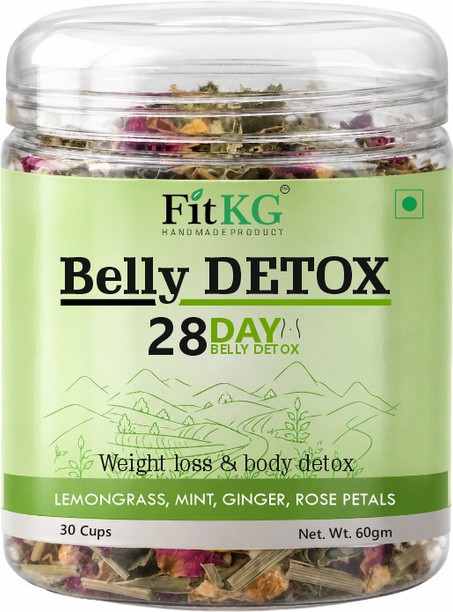 FitKG™
HANDMADE PRODUCT
Belly DETOX
28 DAY
BELLY DETOX
Weight loss & body detox
LEMONGRASS, MINT, GINGER, ROSE PETALS
30 Cups
Net. Wt. 60gm